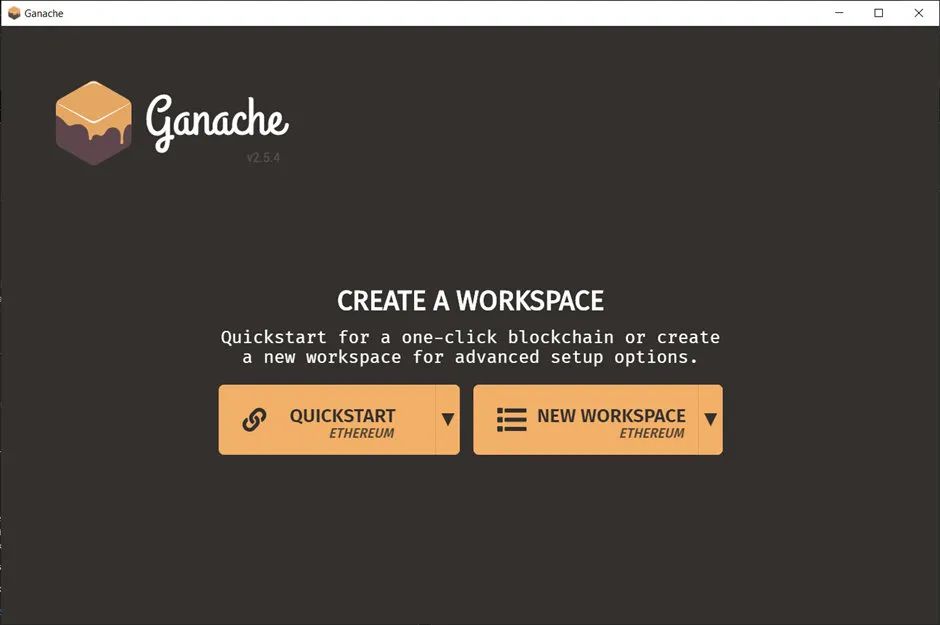 Ganache
Ganache
v2.5.4
CREATE A WORKSPACE
Quickstart for a one-click blockchain or create
a new workspace for advanced setup options.
QUICKSTART
ETHEREUM
NEW WORKSPACE
ETHEREUM